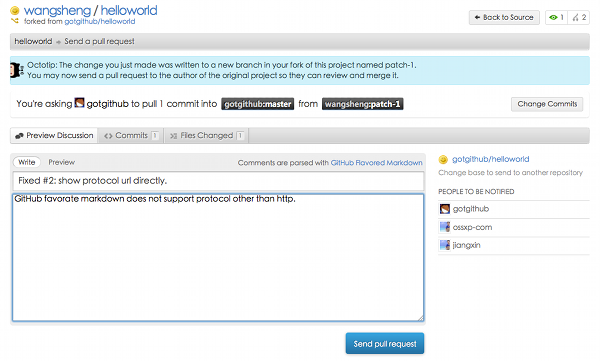 wangsheng / helloworld
forked from gotgithub/helloworld
Back to Source
1
2
helloworld → Send a pull request
Octotip: The change you just made was written to a new branch in your fork of this project named patch-1.
You may now send a pull request to the author of the original project so they can review and merge it.
You're asking gotgithub to pull 1 commit into gotgithub:master from wangsheng:patch-1
Change Commits
Preview Discussion
Commits 1
Files Changed 1
Write
Preview
Comments are parsed with GitHub Flavored Markdown
Fixed #2: show protocol url directly.
GitHub favorate markdown does not support protocol other than http.
Send pull request
gotgithub/helloworld
Change base to send to another repository
PEOPLE TO BE NOTIFIED
gotgithub
ossxp-com
jiangxin